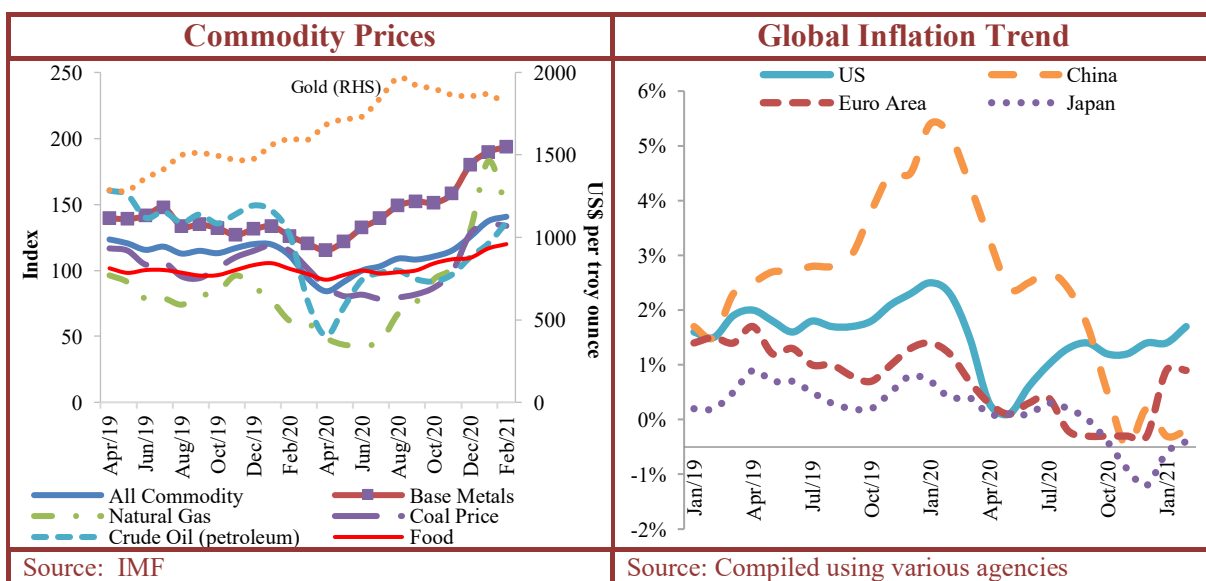 Commodity Prices
Global Inflation Trend
250
200
150
100
50
0
Index
Gold (RHS)
2000
1500
1000
500
0
US$ per troy ounce
Apr/19
Jun/19
Aug/19
Oct/19
Dec/19
Feb/20
Apr/20
Jun/20
Aug/20
Oct/20
Dec/20
Feb/21
All Commodity
Base Metals
Natural Gas
Coal Price
Crude Oil (petroleum)
Food
US
China
Euro Area
Japan
6%
5%
4%
3%
2%
1%
0%
-1%
-2%
Jan/19
Apr/19
Jul/19
Oct/19
Jan/20
Apr/20
Jul/20
Oct/20
Jan/21
Source: IMF
Source: Compiled using various agencies